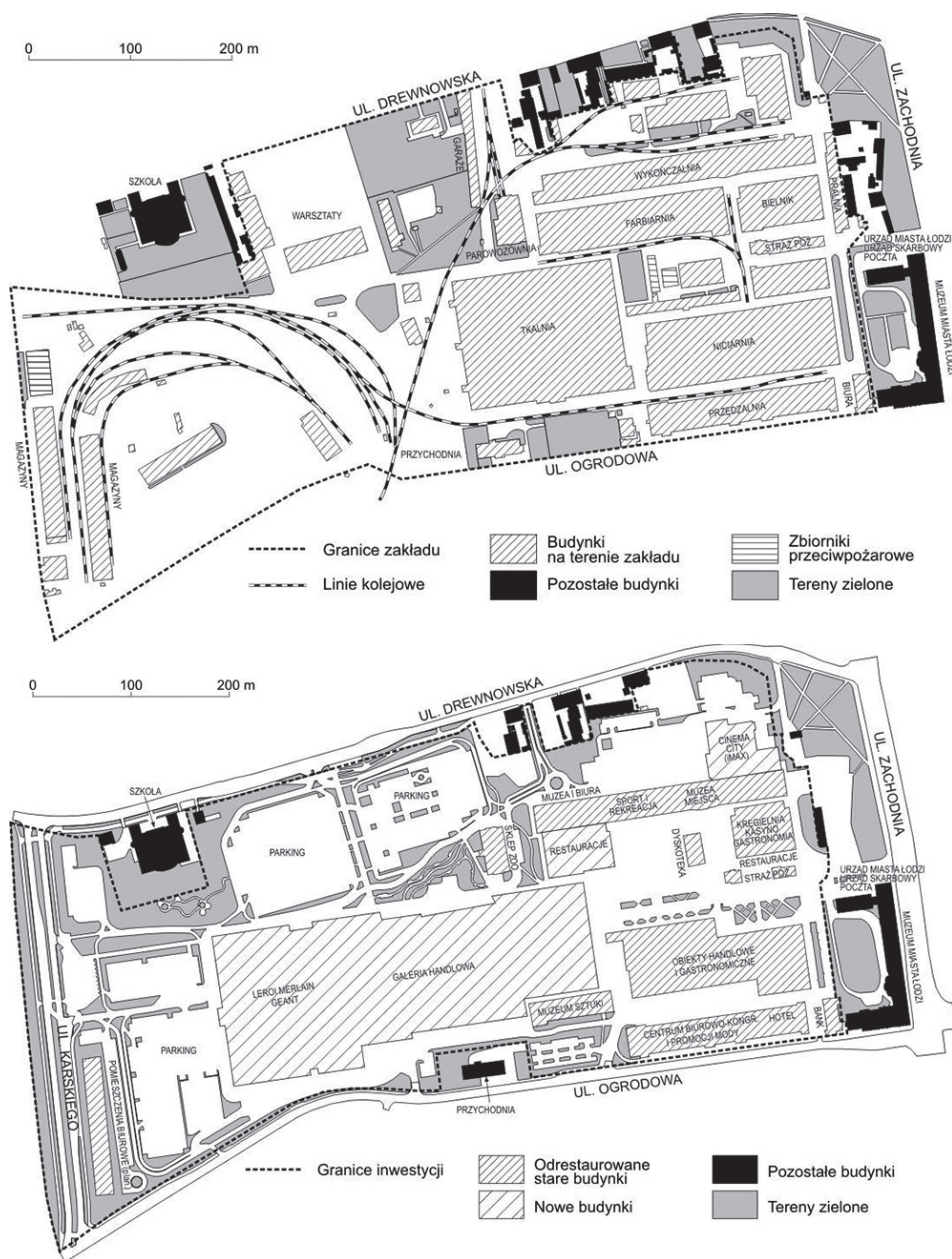 0 100 200 m
UL. DREWNOWSKA
UL. ZACHODNIA
SZKOŁA
WARSZTATY
GARAŻE
WYKOŃCZALNIA
FARBIARNIA
BIELNIK
PRALNIA
PAROWOZOWNIA
STRAŻ POŻ
URZĄD MIASTA ŁODZI
URZĄD SKARBOWY
POCZTA
MUZEUM MIASTA ŁODZI
TKALNIA
NICIARNIA
PRZĘDZALNIA
BIURA
MAGAZYNY
MAGAZYNY
PRZYCHODNIA
UL. OGRODOWA
Granice zakładu
Linie kolejowe
Budynki
na terenie zakładu
Pozostałe budynki
Zbiorniki
przeciwpożarowe
Tereny zielone
0 100 200 m
UL. DREWNOWSKA
UL. ZACHODNIA
SZKOŁA
PARKING
PARKING
SKLEP ZOO
MUZEA I BIURA
SPORT I
REKREACJA
MUZEA
MIEJSCA
CINEMA
CITY
(IMAX)
RESTAURACJE
DYSKOTEKA
KRĘGIELNIA
KASYNO
GASTRONOMIA
RESTAURACJE
STRAŻ POŻ
URZĄD MIASTA ŁODZI
URZĄD SKARBOWY
POCZTA
MUZEUM MIASTA ŁODZI
LEROI MERLAIN
GEANT
GALERIA HANDLOWA
OBIEKTY HANDLOWE
I GASTRONOMICZNE
MUZEUM SZTUKI
CENTRUM BIUROWO-KONGR.
I PROMOCJI MODY
HOTEL
BANK
UL. KARSKIEGO
POMIESZCZENIA BIUROWE (plan)
PARKING
PRZYCHODNIA
UL. OGRODOWA
Granice inwestycji
Odrestaurowane
stare budynki
Nowe budynki
Pozostałe budynki
Tereny zielone